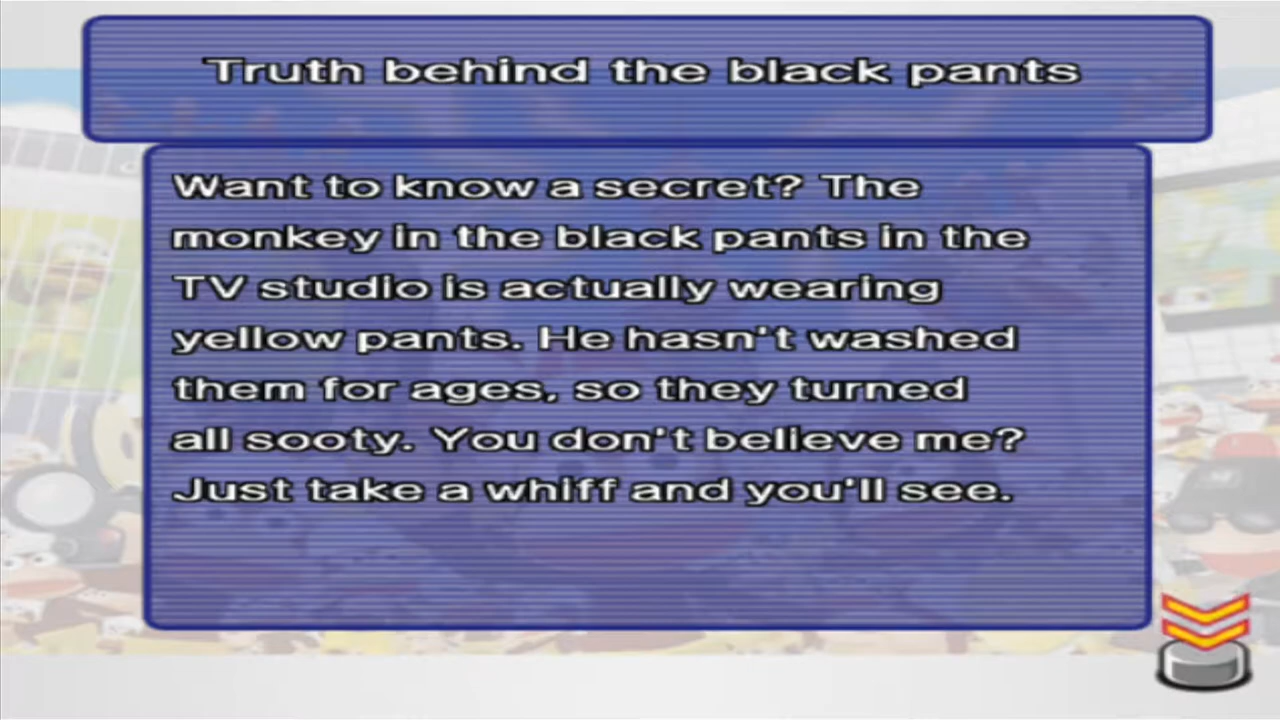 Truth behind the black pants
Want to know a secret? The
monkey in the black pants in the
TV studio is actually wearing
yellow pants. He hasn't washed
them for ages, so they turned
all sooty. You don't believe me?
Just take a whiff and you'll see.